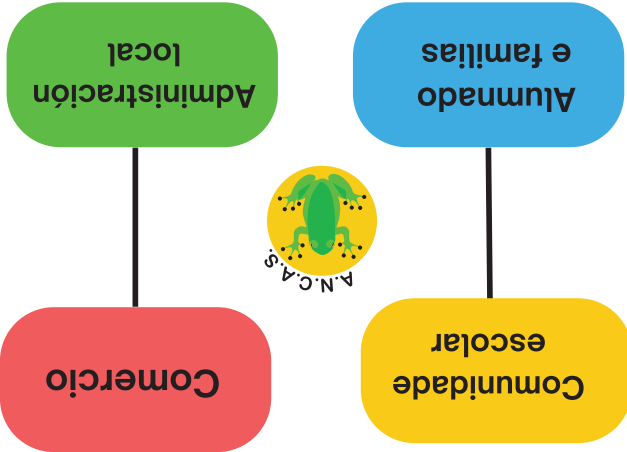 Comunidade
escolar
Comercio
A.N.C.A.S.
Alumnado
e familias
Administración
local